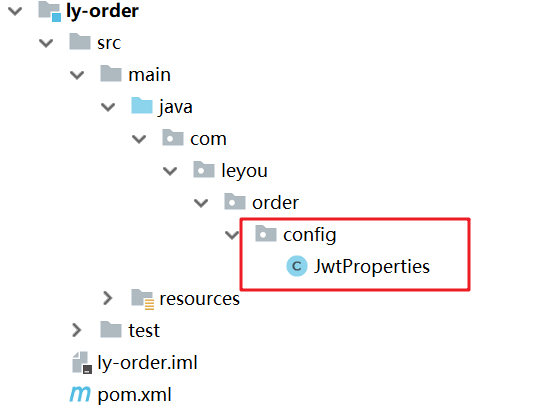 ly-order
src
main
java
com
leyou
order
config
C JwtProperties
resources
test
ly-order.iml
m pom.xml